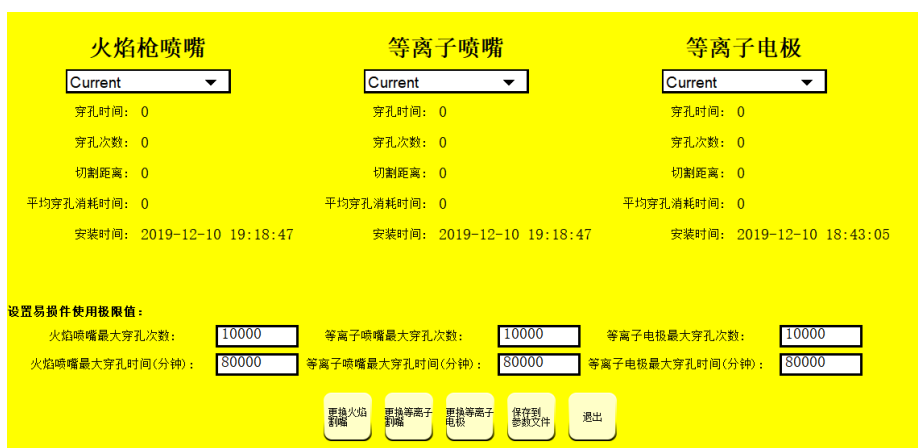 火焰枪喷嘴 等离子喷嘴 等离子电极
Current Current Current
穿孔时间: 0 穿孔时间: 0 穿孔时间: 0
穿孔次数: 0 穿孔次数: 0 穿孔次数: 0
切割距离: 0 切割距离: 0 切割距离: 0
平均穿孔消耗时间: 0 平均穿孔消耗时间: 0 平均穿孔消耗时间: 0
安装时间: 2019-12-10 19:18:47 安装时间: 2019-12-10 19:18:47 安装时间: 2019-12-10 18:43:05
设置易损件使用极限值:
火焰喷嘴最大穿孔次数: 10000 等离子喷嘴最大穿孔次数: 10000 等离子电极最大穿孔次数: 10000
火焰喷嘴最大穿孔时间(分钟): 80000 等离子喷嘴最大穿孔时间(分钟): 80000 等离子电极最大穿孔时间(分钟): 80000
更换火焰 更换等离子 更换等离子 保存到 退出
割嘴 割嘴 电极 参数文件